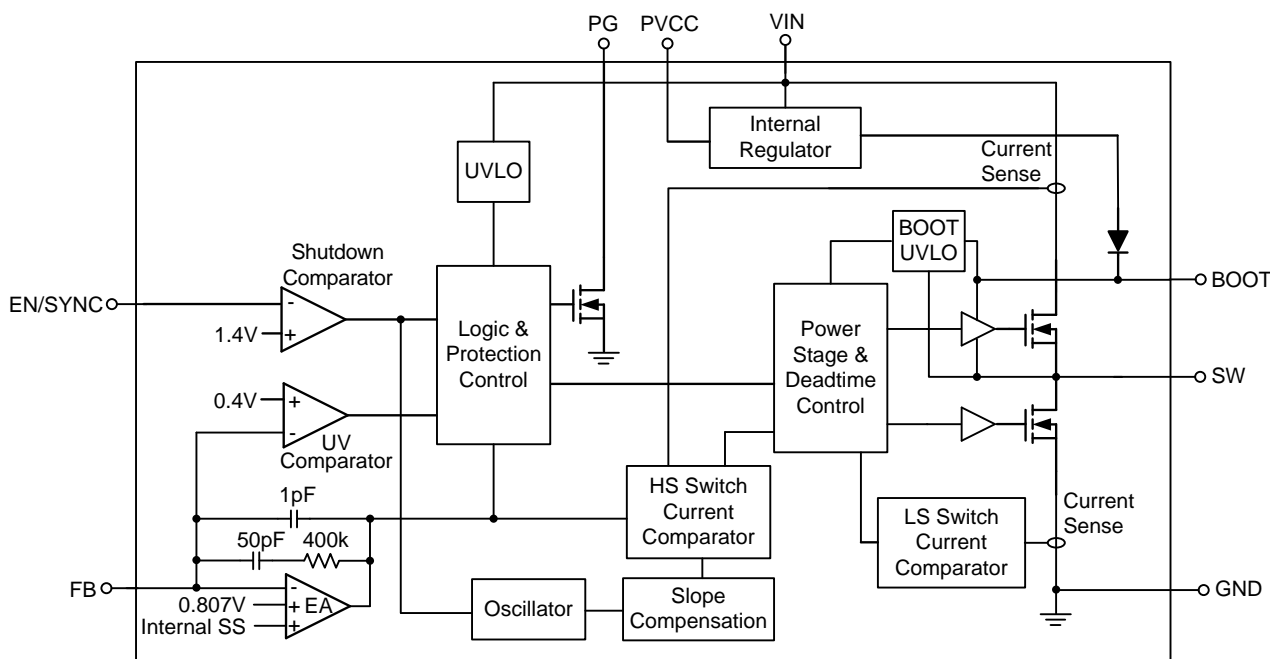 PG
PVCC
VIN
Internal
Regulator
UVLO
Current
Sense
BOOT
UVLO
Shutdown
Comparator
BOOT
EN/SYNC
-
1.4V
+
Logic &
Protection
Control
Power
Stage &
Deadtime
Control
SW
0.4V
+
-
UV
Comparator
1pF
HS Switch
Current
Comparator
LS Switch
Current
Comparator
Current
Sense
50pF
400k
FB
-
0.807V
+
EA
Internal SS
+
Oscillator
Slope
Compensation
GND